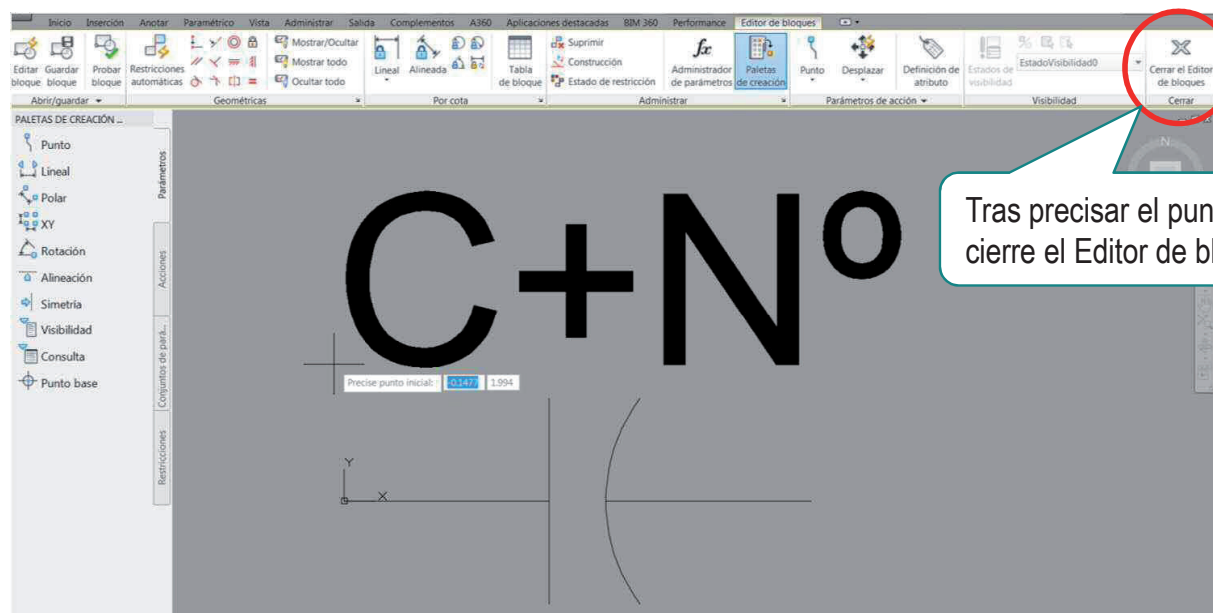 Inicio Inserción Anotar Paramétrico Vista Administrar Salida Complementos A360 Aplicaciones destacadas BIM 360 Performance Editor de bloques
Editar bloque
Guardar bloque
Probar bloque
Abrir/guardar
Restricciones automáticas
Geométricas
Mostrar/Ocultar
Mostrar todo
Ocultar todo
Lineal
Alineada
Por cota
Tabla de bloque
Suprimir
Construcción
Estado de restricción
fx
Administrador de parámetros
Paletas de creación
Administrar
Punto
Desplazar
Definición de atributo
Parámetros de acción
Estados de visibilidad
EstadoVisibilidad0
Visibilidad
Cerrar el Editor de bloques
Cerrar
PALETAS DE CREACIÓN ...
Punto
Lineal
Polar
XY
Rotación
Alineación
Simetría
Visibilidad
Consulta
Punto base
Parámetros
Acciones
Conjuntos de pará...
Restricciones
C+Nº
Precise punto inicial: -0.1477 1.994
Y
X
N
Tras precisar el pun
cierre el Editor de bl